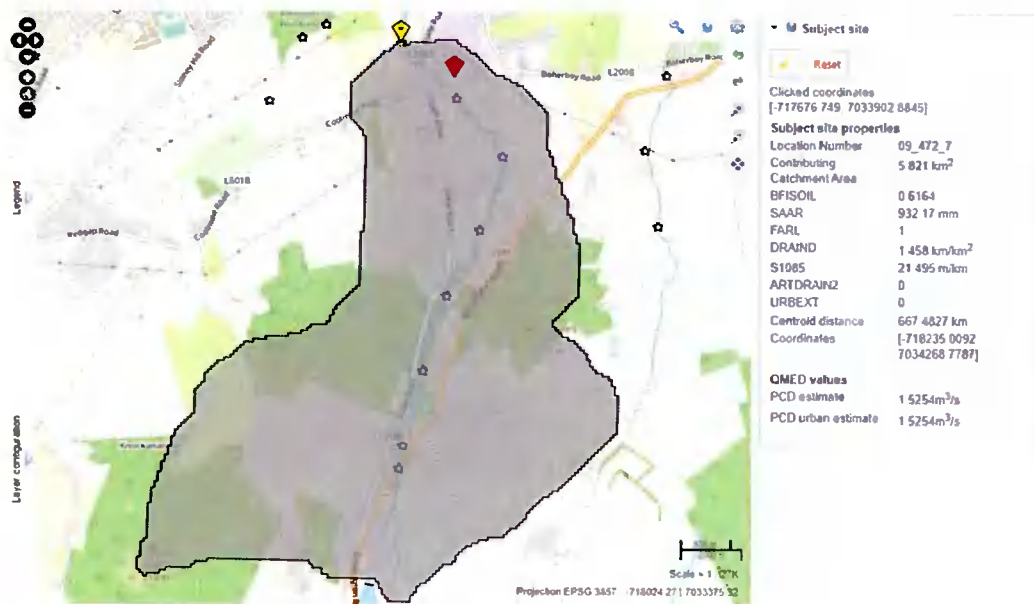 Subject site
Reset
Clicked coordinates
[-717676 749, 7033902 8845]
Subject site properties
Location Number 09_472_7
Contributing Catchment Area 5 821 km²
BFISOIL 0 6164
SAAR 932 17 mm
FARL 1
DRAIND 1 458 km/km²
S1085 21 495 m/km
ARTDRAIN2 0
URBEXT 0
Centroid distance 667 4827 km
Coordinates [-718235 0092
7034268 7787]
QMED values
PCD estimate 1 5254m³/s
PCD urban estimate 1 5254m³/s
Legend
Layer configuration
Boherboy Road
L2008
Boherboy Road
L6018
Road
Scale = 1
Projection EPSG 3857